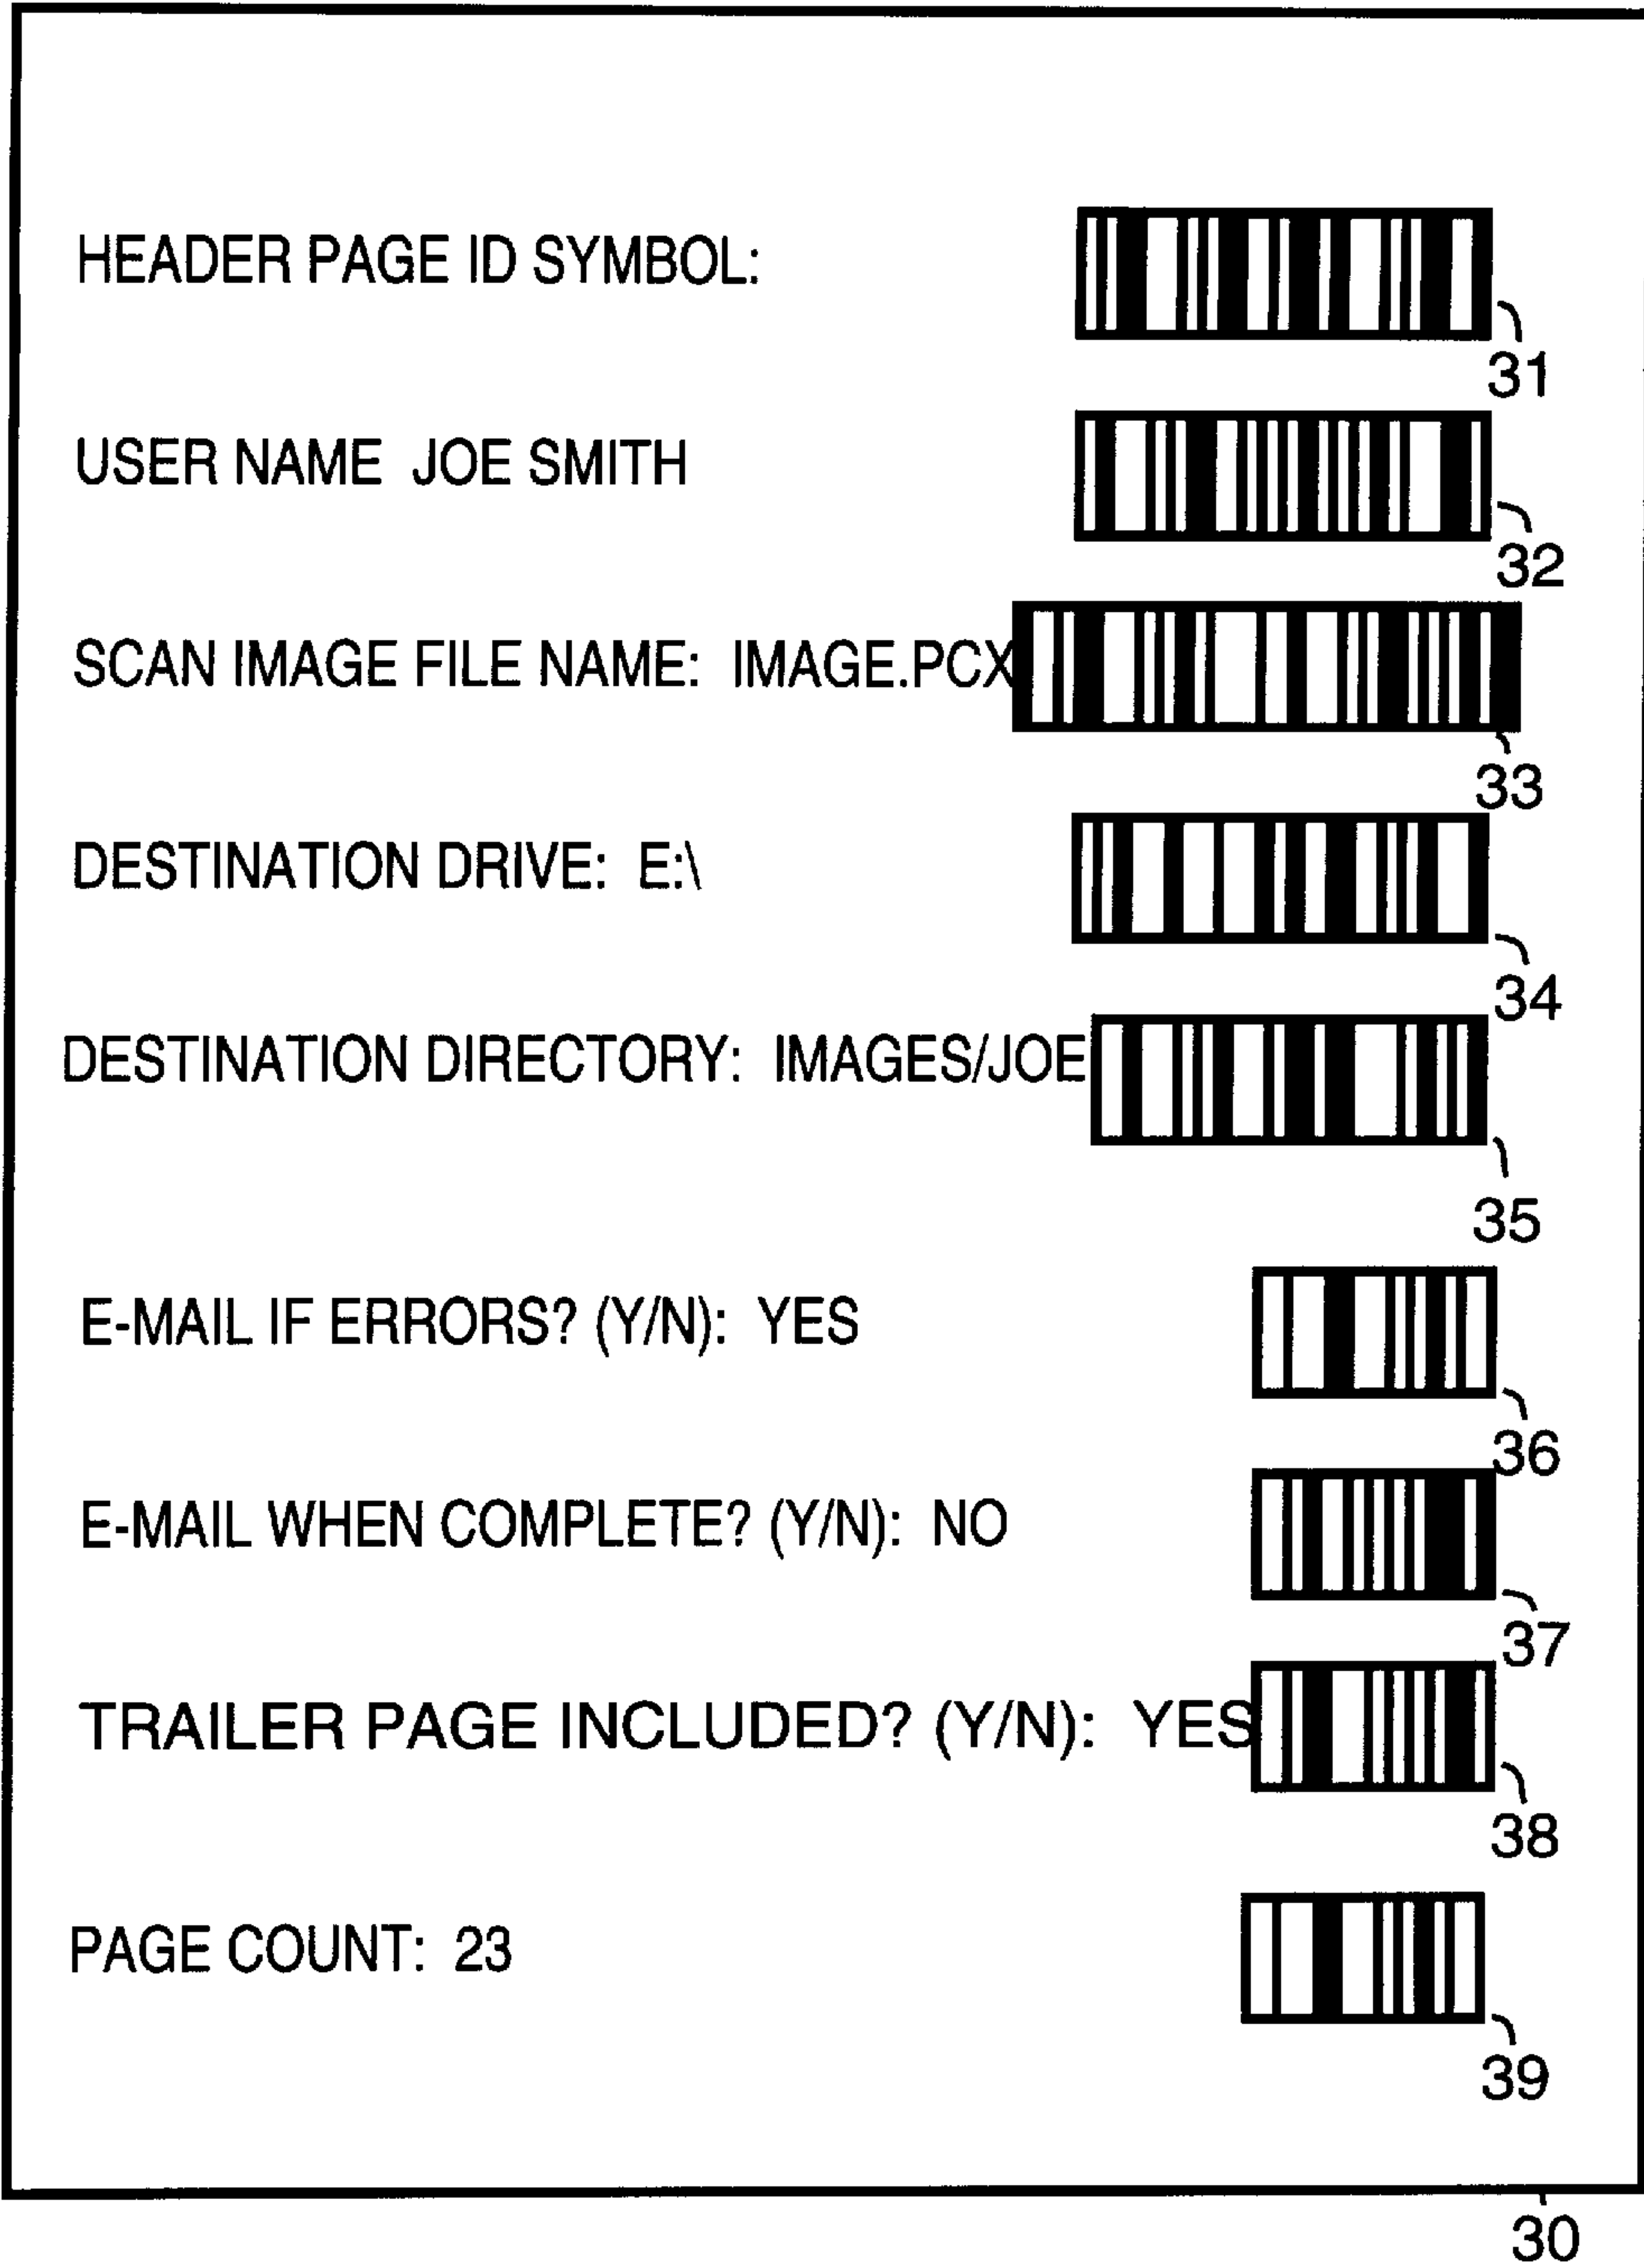 HEADER PAGE ID SYMBOL:
31
USER NAME  JOE SMITH
32
SCAN IMAGE FILE NAME:  IMAGE.PCX
33
DESTINATION DRIVE:  E:\
34
DESTINATION DIRECTORY:  IMAGES/JOE
35
E-MAIL IF ERRORS? (Y/N):  YES
36
E-MAIL WHEN COMPLETE? (Y/N):  NO
37
TRAILER PAGE INCLUDED? (Y/N):  YES
38
PAGE COUNT:  23
39
30